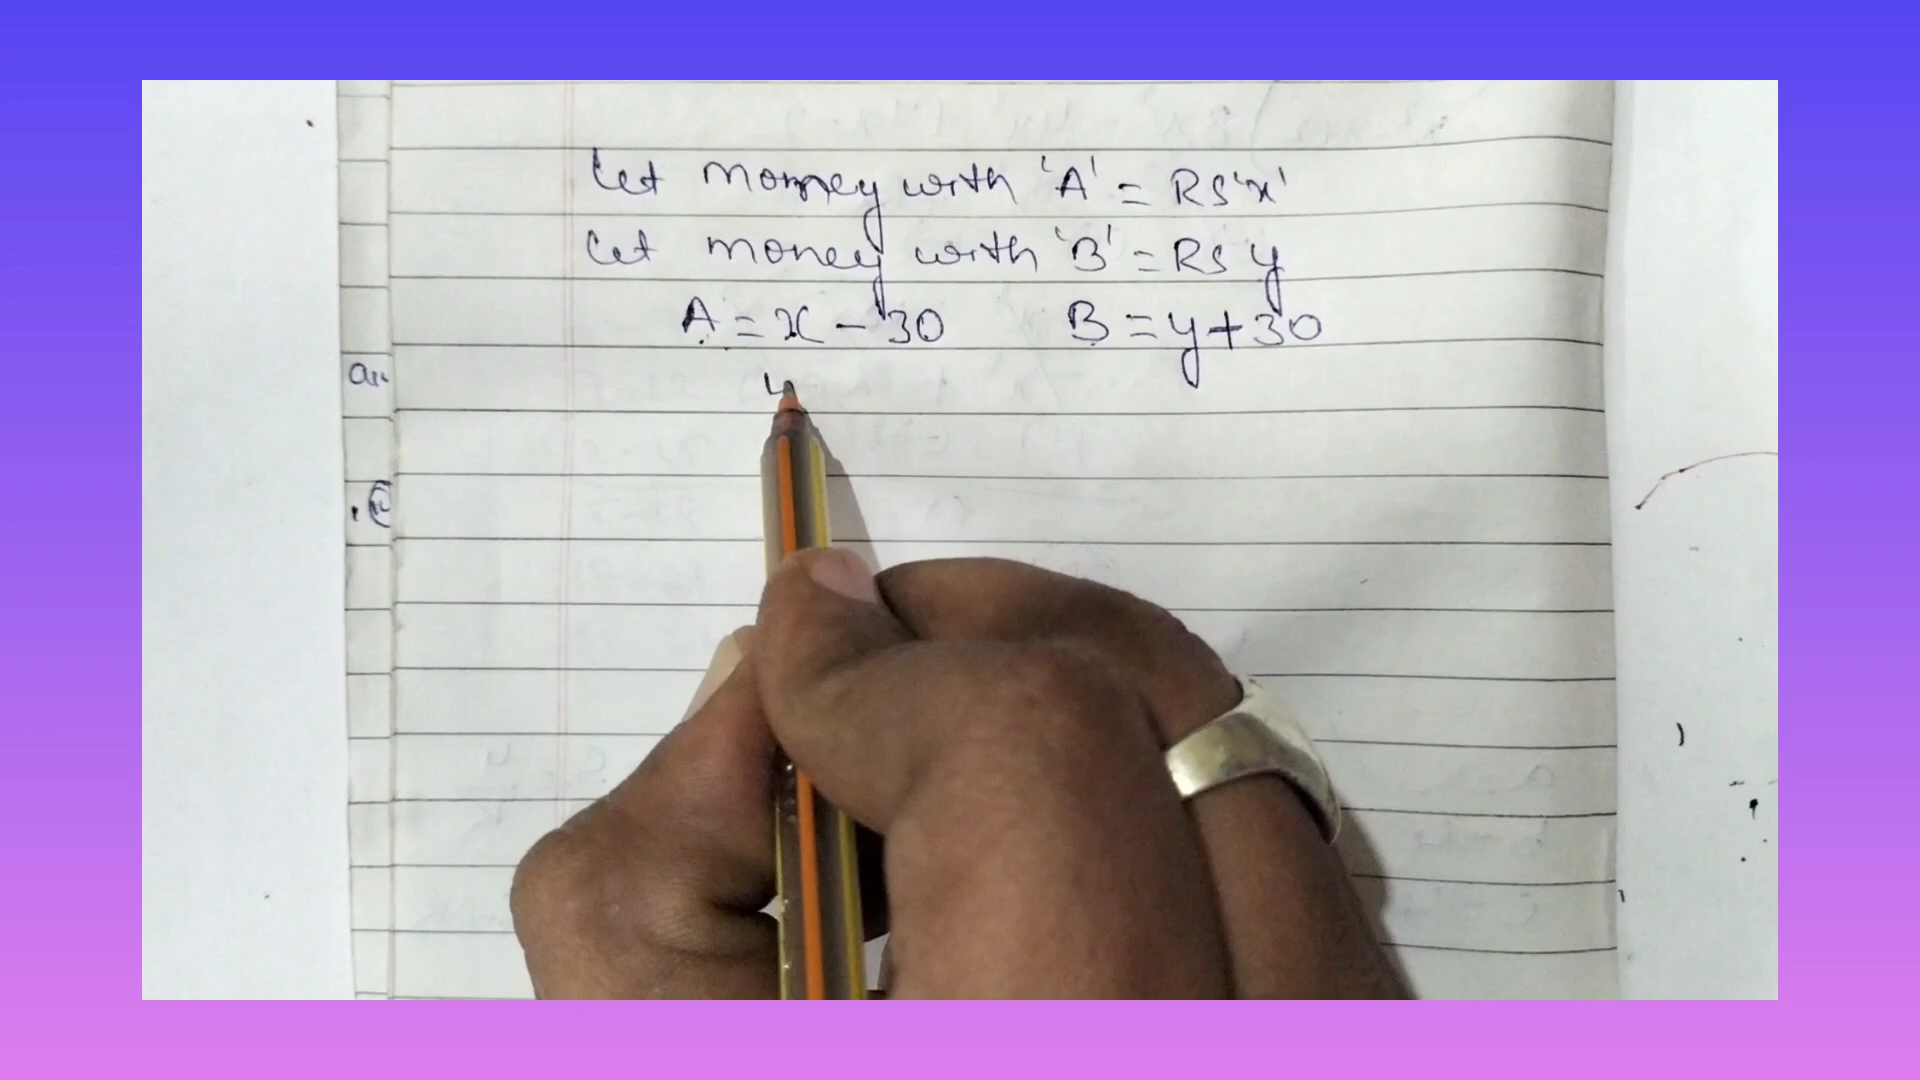 Let money with 'A' = Rs 'x'
Let money with 'B' = Rs y
A = x - 30 B = y + 30
y